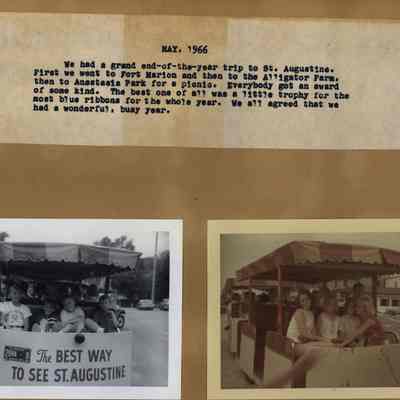 MAY, 1966
We had a grand end-of-the-year trip to St. Augustine.
First we went to Fort Marion and then to the Alligator Farm,
then to Anastasia Park for a picnic. Everybody got an award
of some kind. The best one of all was a little trophy for the
most blue ribbons for the whole year. We all agreed that we
had a wonderful, busy year.
The BEST WAY
TO SEE ST. AUGUSTINE